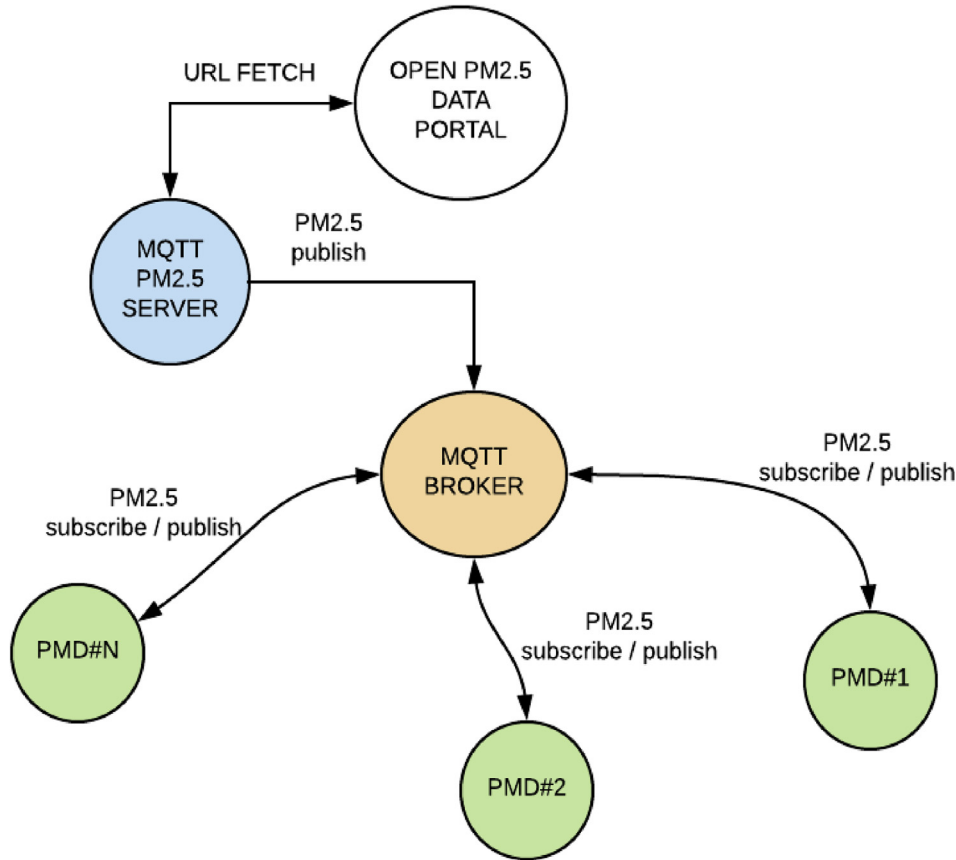 URL FETCH
OPEN PM2.5
DATA
PORTAL
MQTT
PM2.5
SERVER
PM2.5
publish
MQTT
BROKER
PM2.5
subscribe / publish
PM2.5
subscribe / publish
PM2.5
subscribe / publish
PMD#N
PMD#2
PMD#1